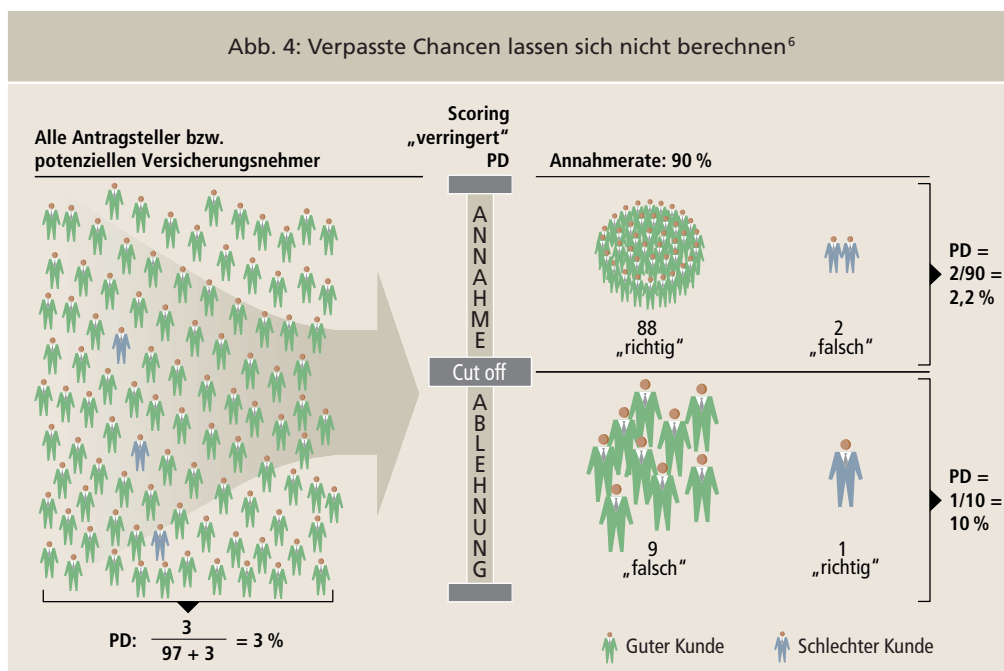 Abb. 4: Verpasste Chancen lassen sich nicht berechnen⁶
Alle Antragsteller bzw.
potenziellen Versicherungsnehmer
Scoring
„verringert“
PD
Annahmerate: 90 %
ANNAHME
Cut off
ABLEHNUNG
88
„richtig“
2
„falsch“
PD =
2/90 =
2,2 %
9
„falsch“
1
„richtig“
PD =
1/10 =
10 %
PD: 3
97 + 3
= 3 %
Guter Kunde
Schlechter Kunde